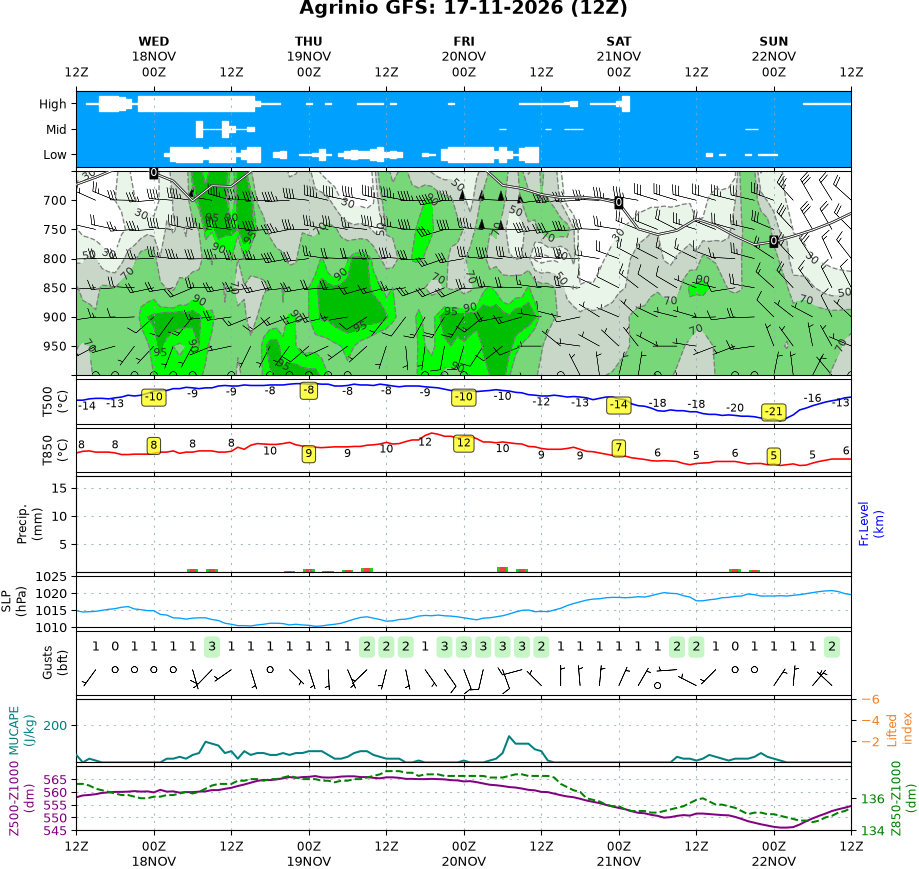 Agrinio GFS: 17-11-2026 (12Z)
WED THU FRI SAT SUN
18NOV 19NOV 20NOV 21NOV 22NOV
12Z 00Z 12Z 00Z 12Z 00Z 12Z 00Z 12Z 00Z 12Z
High
Mid
Low
0 0 0
700
750
800
850
900
950
T500 (°C)
-14 -13 -10 -9 -9 -8 -8 -8 -8 -9 -10 -10 -12 -13 -14 -18 -18 -20 -21 -16 -13
T850 (°C)
8 8 8 8 8 10 9 9 10 12 12 10 9 9 7 6 5 6 5 5 6
Precip. (mm)
15
10
5
Fr.Level (km)
SLP (hPa)
1025
1020
1015
1010
Gusts (bft)
1 0 1 1 1 1 3 1 1 1 1 1 1 1 2 2 2 1 3 3 3 3 3 2 1 1 1 1 1 1 2 2 1 0 1 1 1 1 2
MUCAPE (J/kg)
200
−6
−4
−2
Lifted index
Z500-Z1000 (dm)
565
560
555
550
545
136
134
Z850-Z1000 (dm)
12Z 00Z 12Z 00Z 12Z 00Z 12Z 00Z 12Z 00Z 12Z
18NOV 19NOV 20NOV 21NOV 22NOV